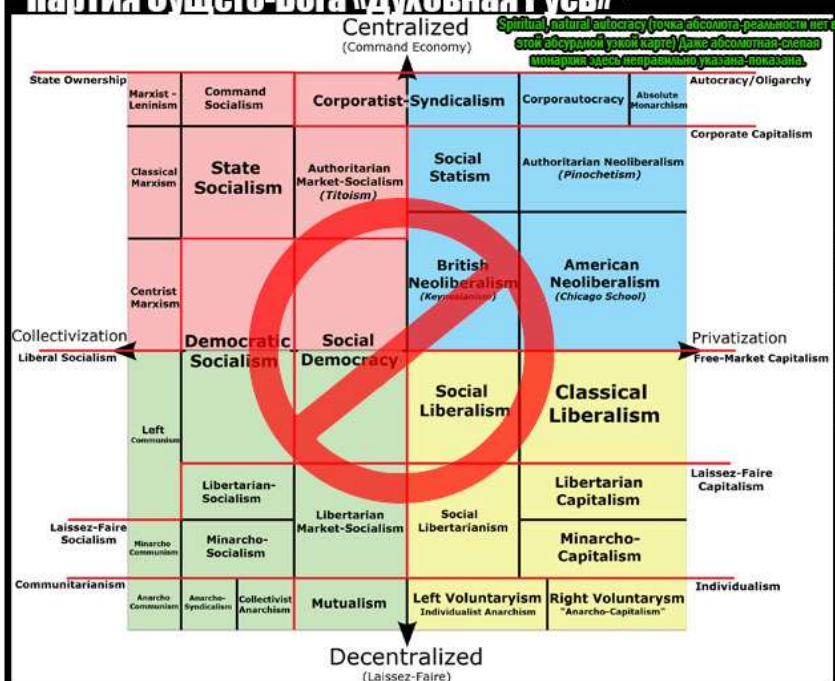 партия Сущего-Бога «Духовная Русь»
Spiritual, natural autocracy (точка абсолюта-реальности нет в
этой абсурдной узкой карте) Даже абсолютная-слепая
монархия здесь неправильно указана-показана.
Centralized
(Command Economy)
State Ownership
Autocracy/Oligarchy
Marxist -
Leninism
Command
Socialism
Corporatist-Syndicalism
Corporautocracy
Absolute
Monarchism
Corporate Capitalism
Classical
Marxism
State
Socialism
Authoritarian
Market-Socialism
(Titoism)
Social
Statism
Authoritarian Neoliberalism
(Pinochetism)
Centrist
Marxism
British
Neoliberalism
(Keynesianism)
American
Neoliberalism
(Chicago School)
Collectivization
Privatization
Democratic
Socialism
Social
Democracy
Liberal Socialism
Free-Market Capitalism
Left
Communism
Social
Liberalism
Classical
Liberalism
Laissez-Faire
Capitalism
Libertarian-
Socialism
Libertarian
Market-Socialism
Social
Libertarianism
Libertarian
Capitalism
Laissez-Faire
Socialism
Minarcho
Communism
Minarcho-
Socialism
Minarcho-
Capitalism
Communitarianism
Individualism
Anarcho
Communism
Anarcho-
Syndicalism
Collectivist
Anarchism
Mutualism
Left Voluntaryism
Individualist Anarchism
Right Voluntarysm
"Anarcho-Capitalism"
Decentralized
(Laissez-Faire)